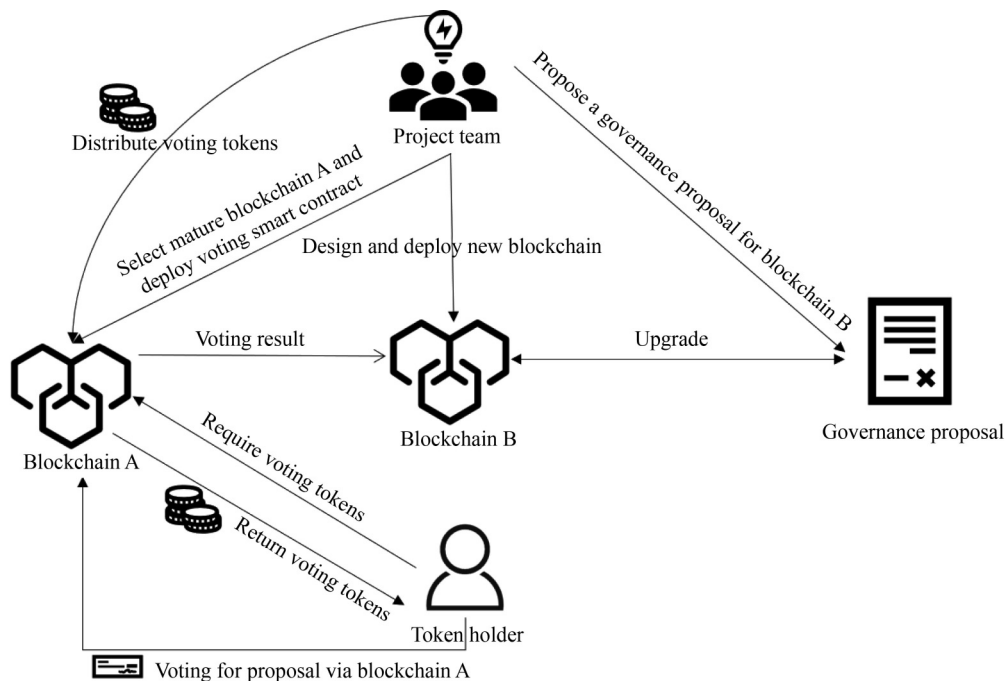 Project team
Distribute voting tokens
Propose a governance proposal for blockchain B
Select mature blockchain A and
deploy voting smart contract
Design and deploy new blockchain
Voting result
Upgrade
Blockchain A
Blockchain B
Governance proposal
Require voting tokens
Return voting tokens
Token holder
Voting for proposal via blockchain A